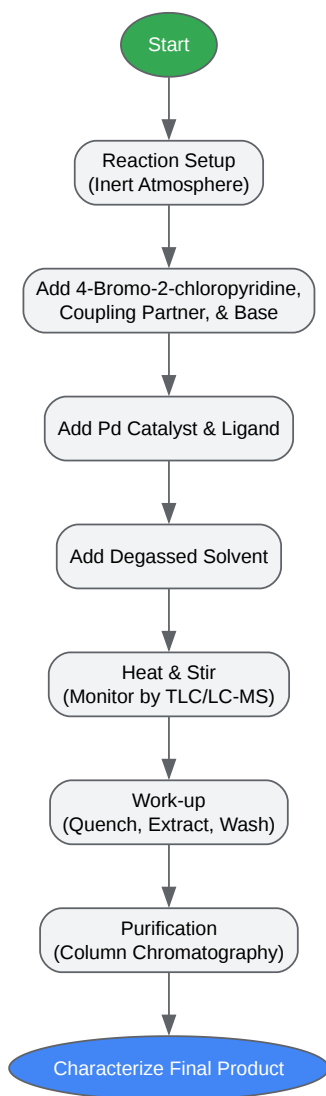 Start
Reaction Setup
(Inert Atmosphere)
Add 4-Bromo-2-chloropyridine,
Coupling Partner, & Base
Add Pd Catalyst & Ligand
Add Degassed Solvent
Heat & Stir
(Monitor by TLC/LC-MS)
Work-up
(Quench, Extract, Wash)
Purification
(Column Chromatography)
Characterize Final Product